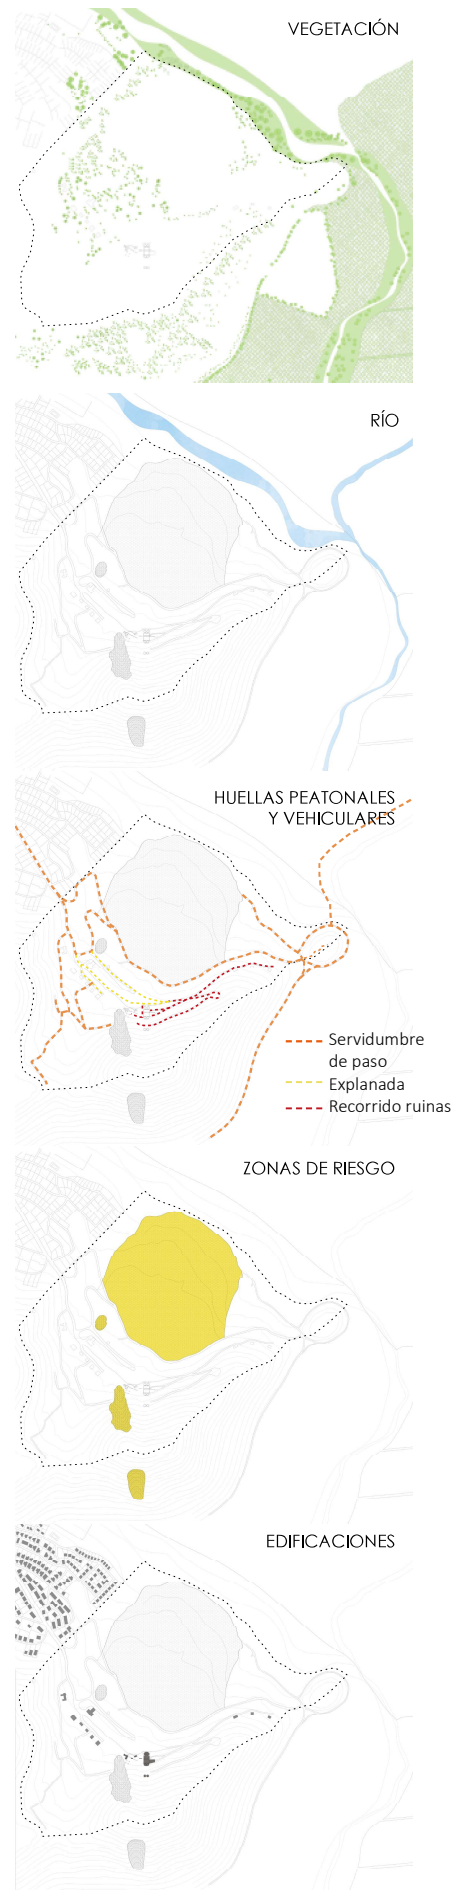 VEGETACIÓN
RÍO
HUELLAS PEATONALES
Y VEHICULARES
Servidumbre
de paso
Explanada
Recorrido ruinas
ZONAS DE RIESGO
EDIFICACIONES